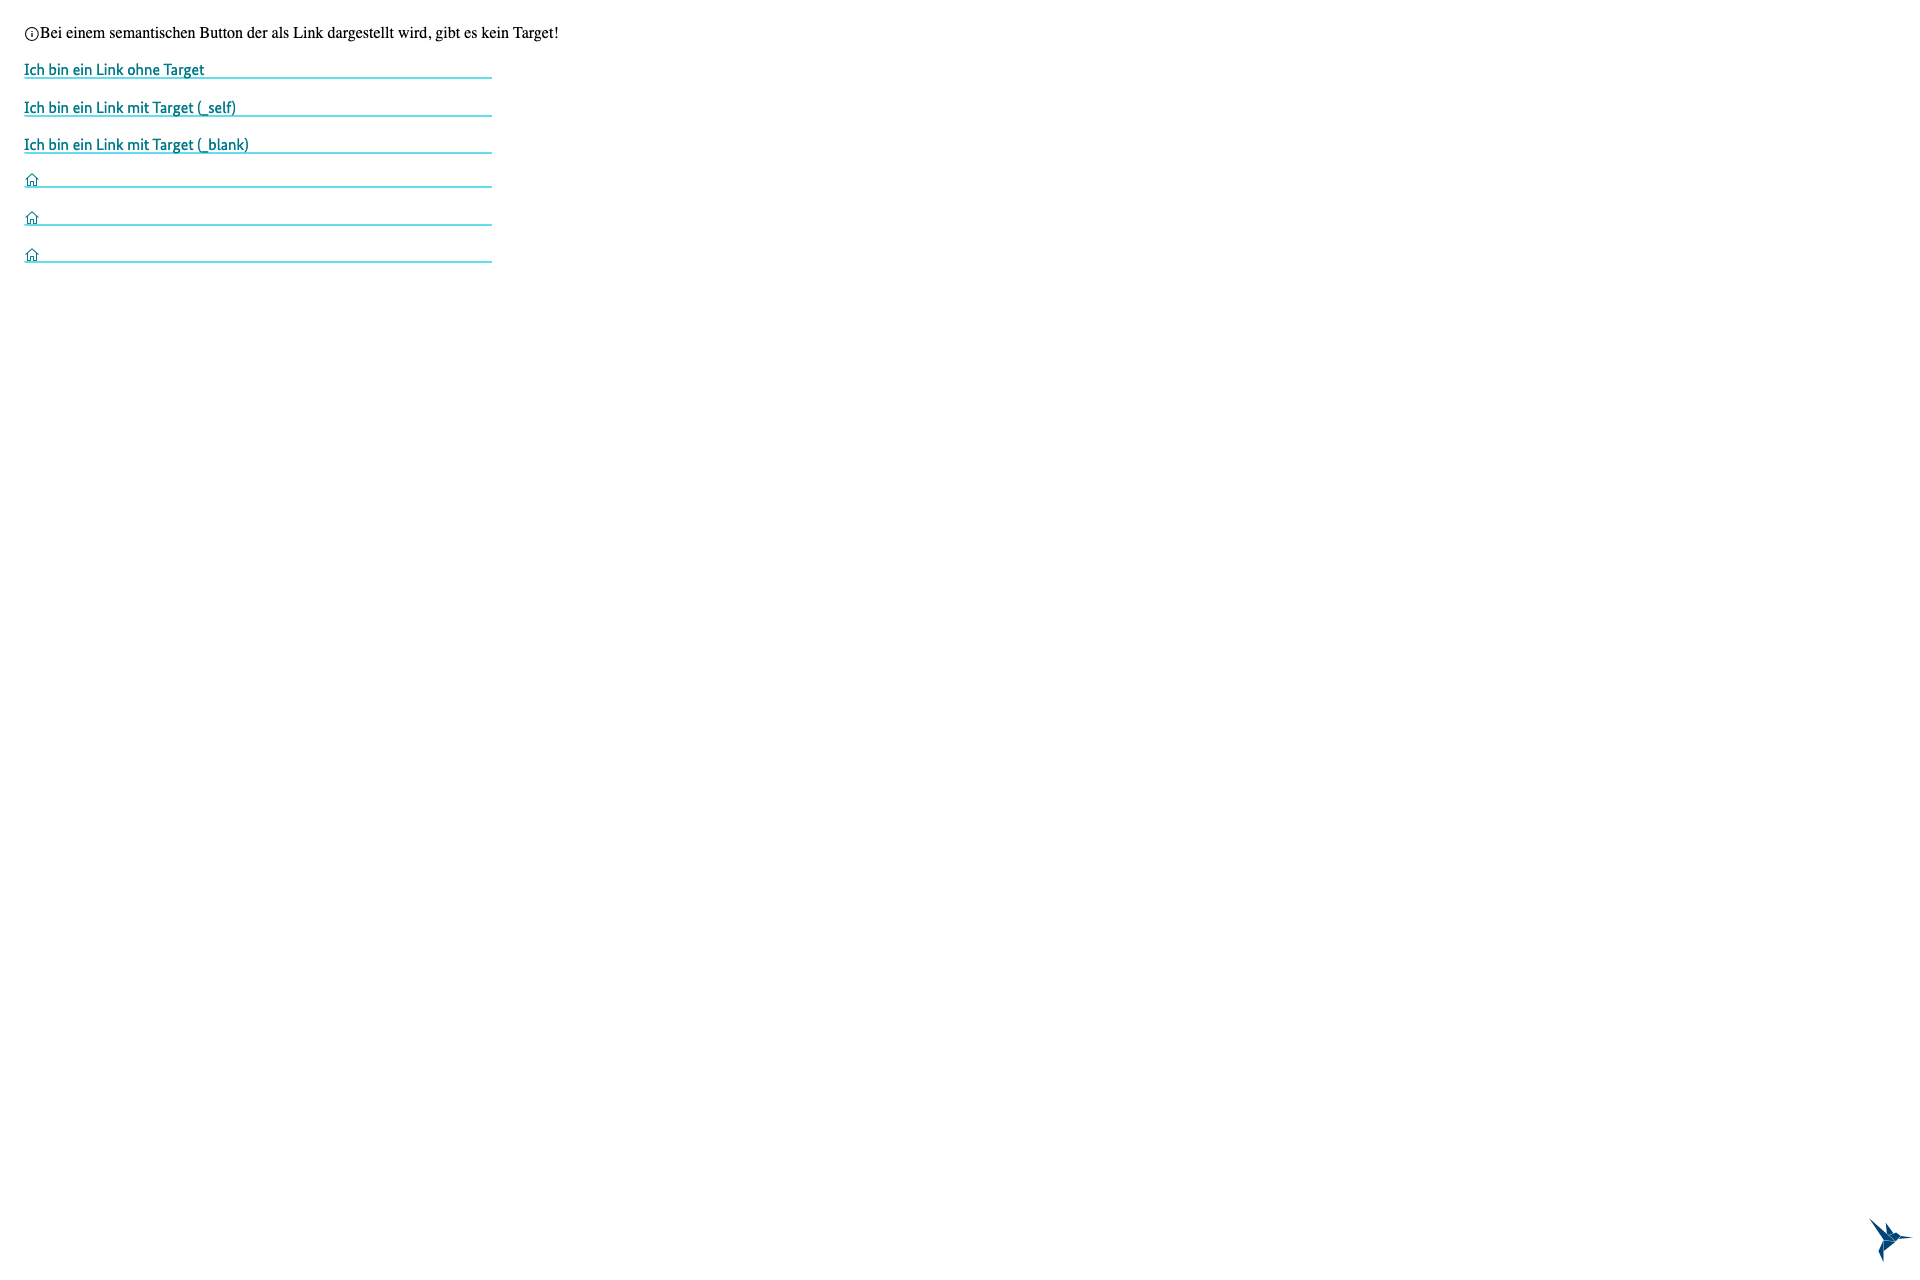 Bei einem semantischen Button der als Link dargestellt wird, gibt es kein Target!
Ich bin ein Link ohne Target
Ich bin ein Link mit Target (_self)
Ich bin ein Link mit Target (_blank)